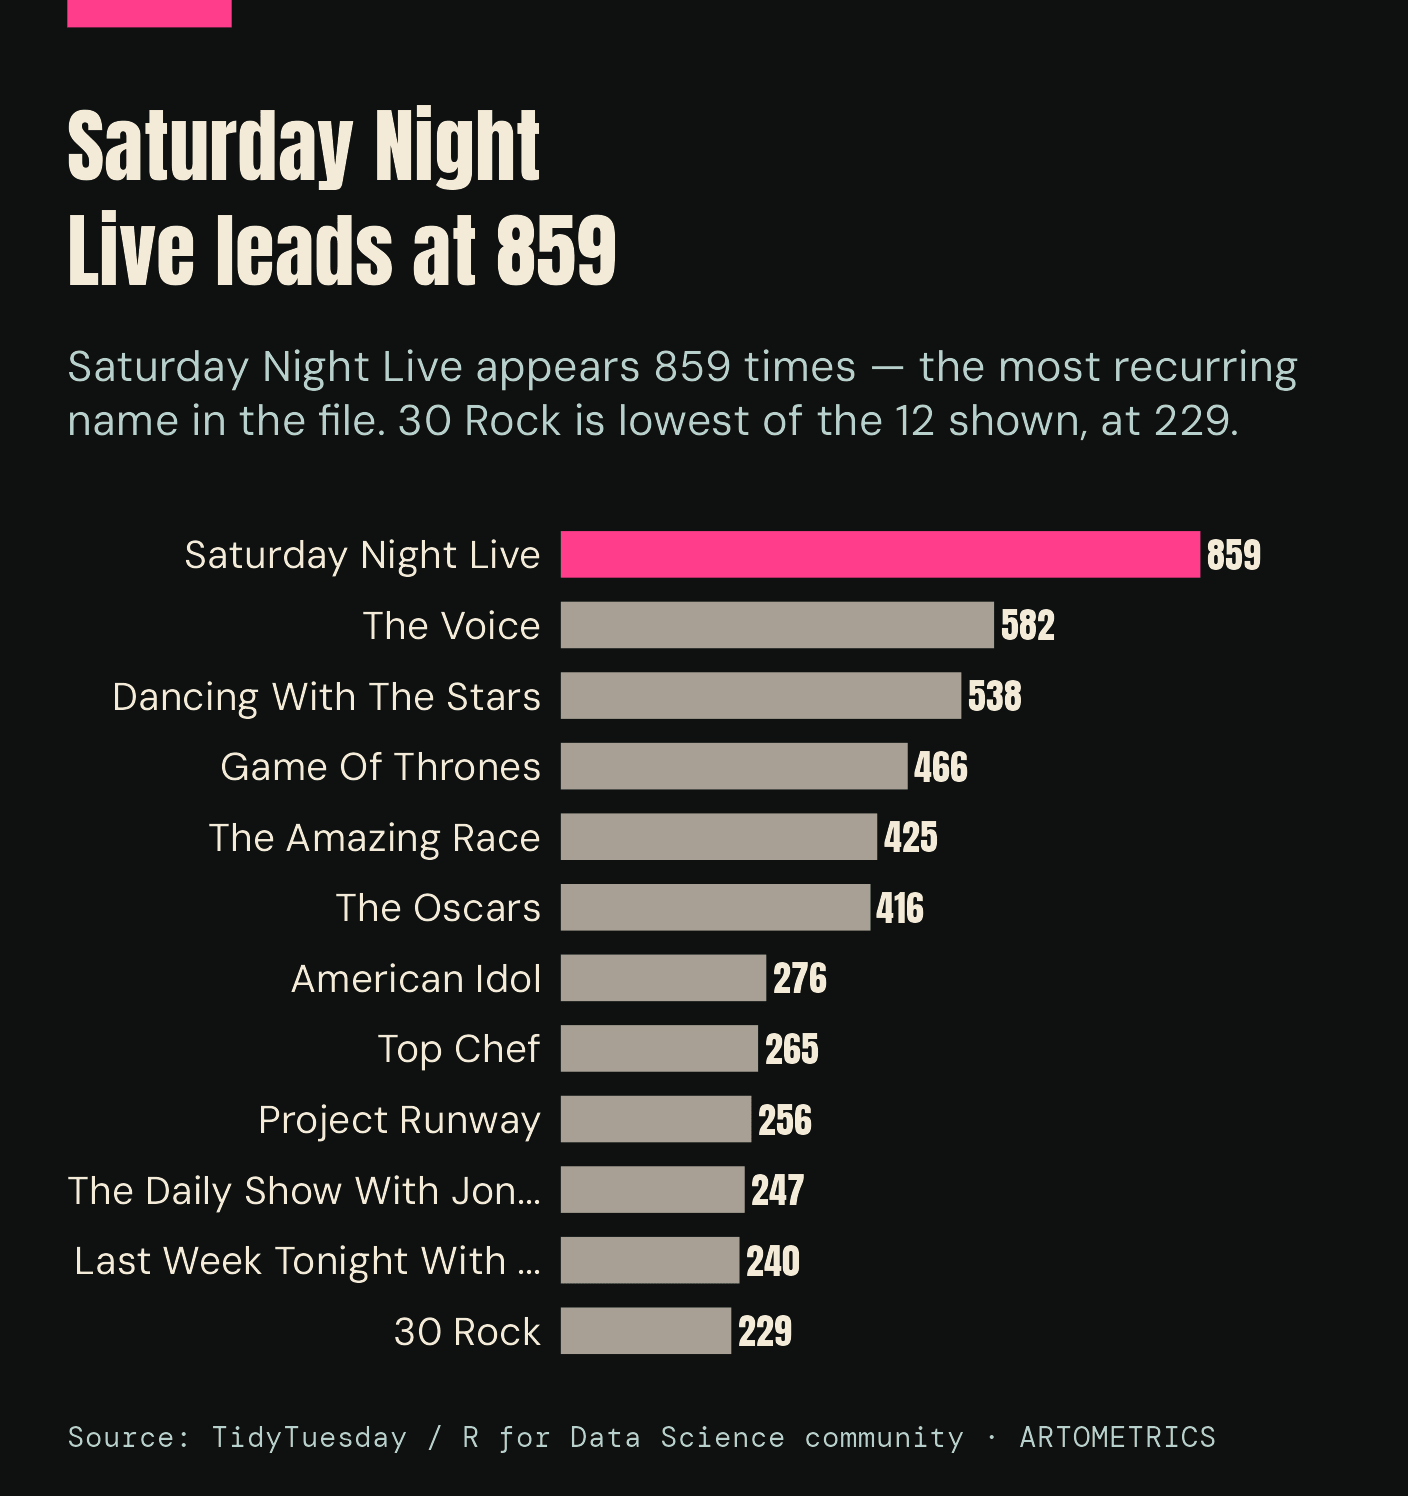 Saturday Night
Live leads at 859
Saturday Night Live appears 859 times — the most recurring
name in the file. 30 Rock is lowest of the 12 shown, at 229.
Saturday Night Live 859
The Voice 582
Dancing With The Stars 538
Game Of Thrones 466
The Amazing Race 425
The Oscars 416
American Idol 276
Top Chef 265
Project Runway 256
The Daily Show With Jon... 247
Last Week Tonight With ... 240
30 Rock 229
Source: TidyTuesday / R for Data Science community · ARTOMETRICS